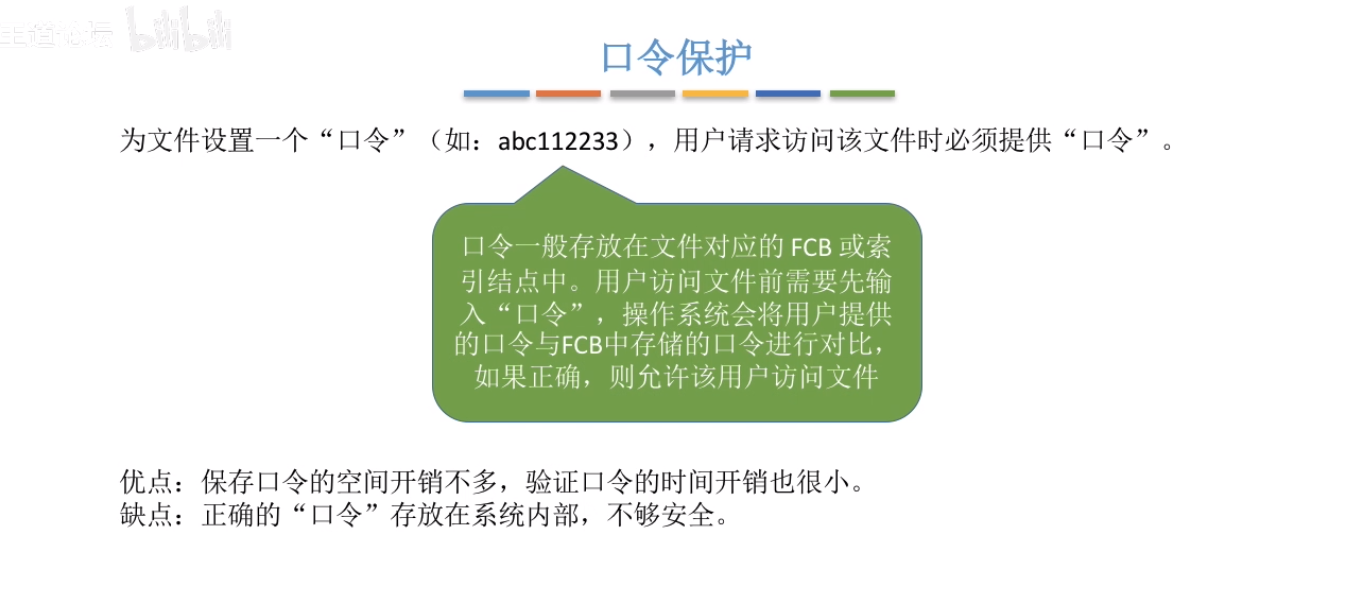 bilibili
口令保护
为文件设置一个“口令”（如：abc112233），用户请求访问该文件时必须提供“口令”。
口令一般存放在文件对应的 FCB 或索
引结点中。用户访问文件前需要先输
入“口令”，操作系统会将用户提供
的口令与FCB中存储的口令进行对比，
如果正确，则允许该用户访问文件
优点：保存口令的空间开销不多，验证口令的时间开销也很小。
缺点：正确的“口令”存放在系统内部，不够安全。